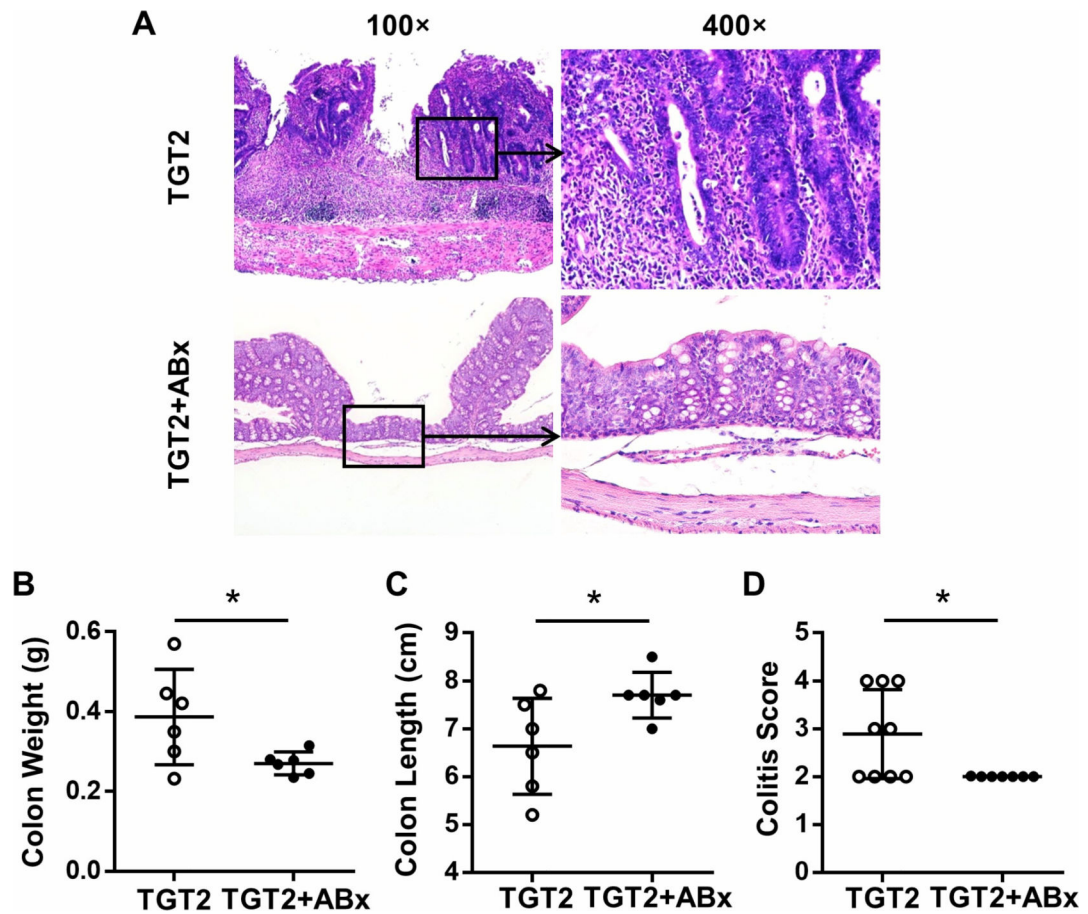 A
100×
400×
TGT2
TGT2+ABx
B
*
Colon Weight (g)
0.6
0.4
0.2
0.0
TGT2
TGT2+ABx
C
*
Colon Length (cm)
9
8
7
6
5
4
TGT2
TGT2+ABx
D
*
Colitis Score
5
4
3
2
1
0
TGT2
TGT2+ABx